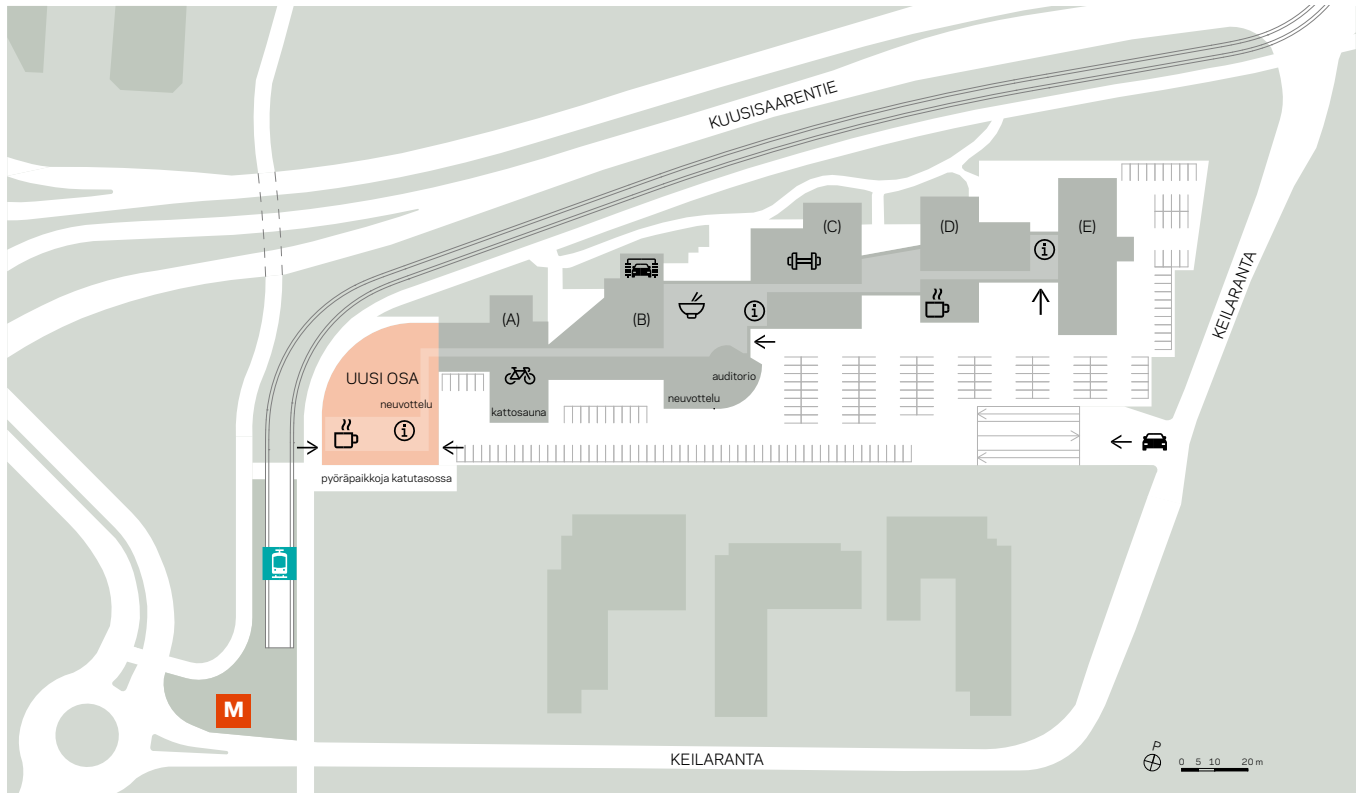 KUUSISAARENTIE
(C)
(D)
(E)
KEILARANTA
(A)
(B)
UUSI OSA
auditorio
neuvottelu
neuvottelu
kattosauna
pyöräpaikkoja katutasossa
M
KEILARANTA
P
0 5 10 20 m